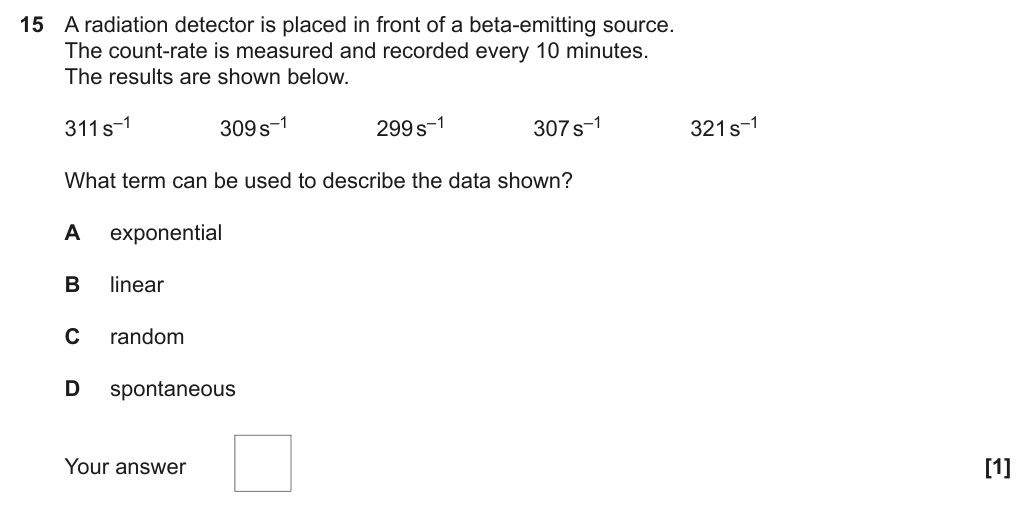 15 A radiation detector is placed in front of a beta-emitting source.
The count-rate is measured and recorded every 10 minutes.
The results are shown below.
311 s⁻¹ 309 s⁻¹ 299 s⁻¹ 307 s⁻¹ 321 s⁻¹
What term can be used to describe the data shown?
A exponential
B linear
C random
D spontaneous
Your answer [1]